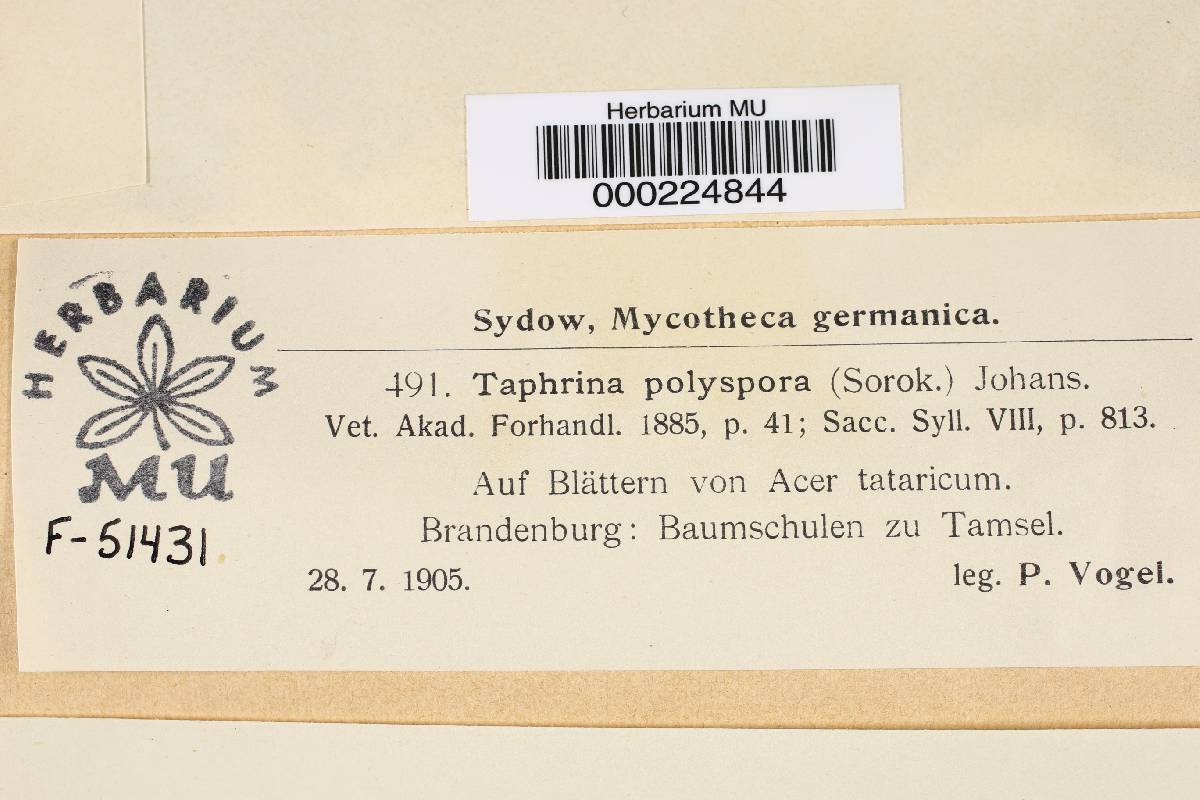 Herbarium MU
000224844
HERBARIUM
MU
F-51431
Sydow, Mycotheca germanica.
491. Taphrina polyspora (Sorok.) Johans.
Vet. Akad. Forhandl. 1885, p. 41; Sacc. Syll. VIII, p. 813.
Auf Blättern von Acer tataricum.
Brandenburg: Baumschulen zu Tamsel.
28. 7. 1905. leg. P. Vogel.